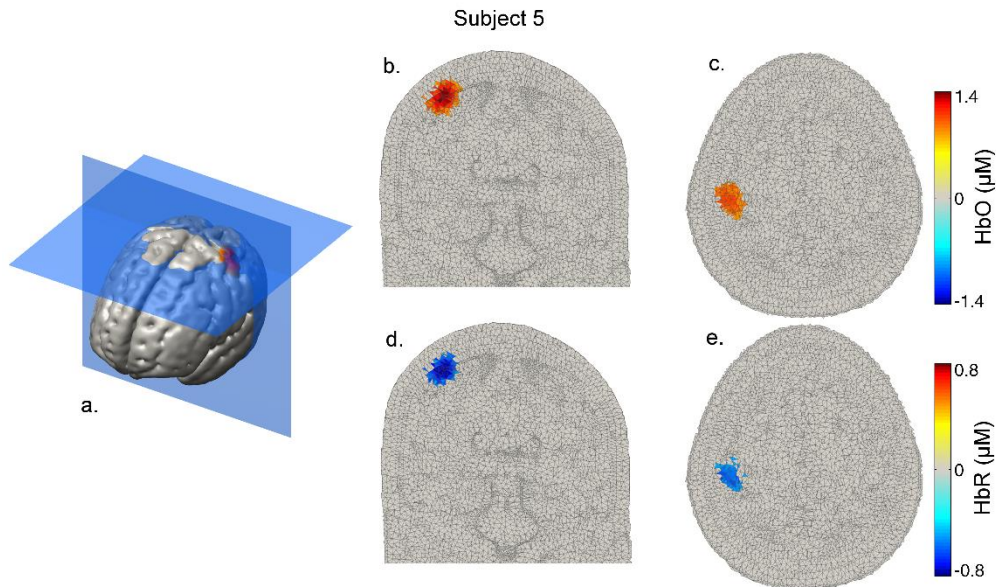 Subject 5
a.
b.
c.
1.4
0
-1.4
HbO (µM)
d.
e.
0.8
0
-0.8
HbR (µM)